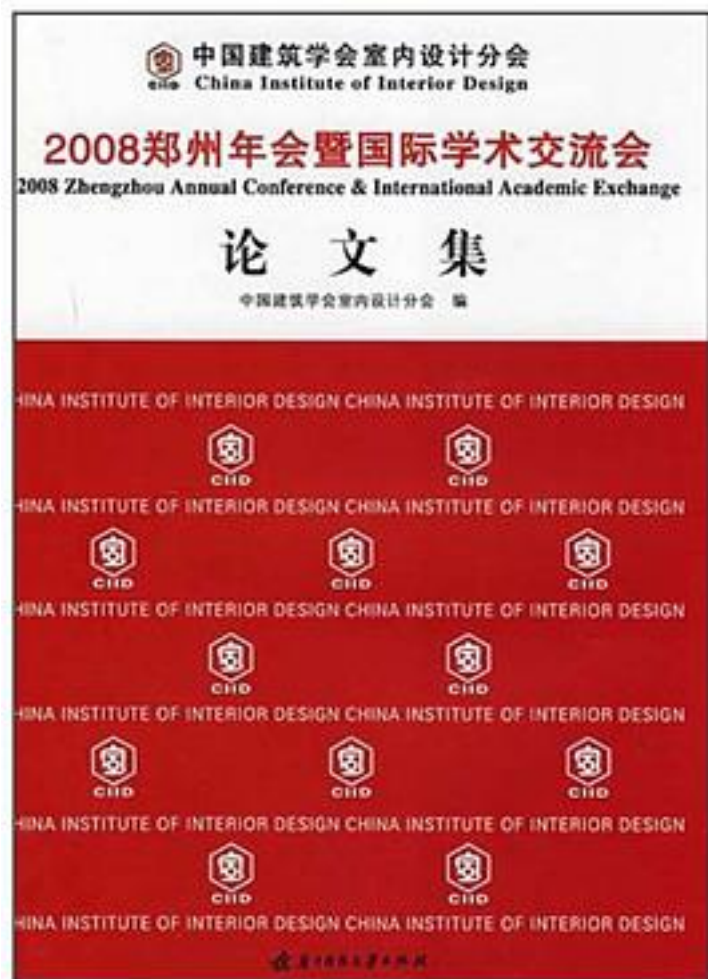 中国建筑学会室内设计分会
CIID China Institute of Interior Design
2008郑州年会暨国际学术交流会
2008 Zhengzhou Annual Conference & International Academic Exchange
论 文 集
中国建筑学会室内设计分会 编
HINA INSTITUTE OF INTERIOR DESIGN CHINA INSTITUTE OF INTERIOR DESIGN
CIID CIID
HINA INSTITUTE OF INTERIOR DESIGN CHINA INSTITUTE OF INTERIOR DESIGN
CIID CIID CIID
HINA INSTITUTE OF INTERIOR DESIGN CHINA INSTITUTE OF INTERIOR DESIGN
CIID CIID
HINA INSTITUTE OF INTERIOR DESIGN CHINA INSTITUTE OF INTERIOR DESIGN
CIID CIID CIID
HINA INSTITUTE OF INTERIOR DESIGN CHINA INSTITUTE OF INTERIOR DESIGN
CIID CIID
HINA INSTITUTE OF INTERIOR DESIGN CHINA INSTITUTE OF INTERIOR DESIGN